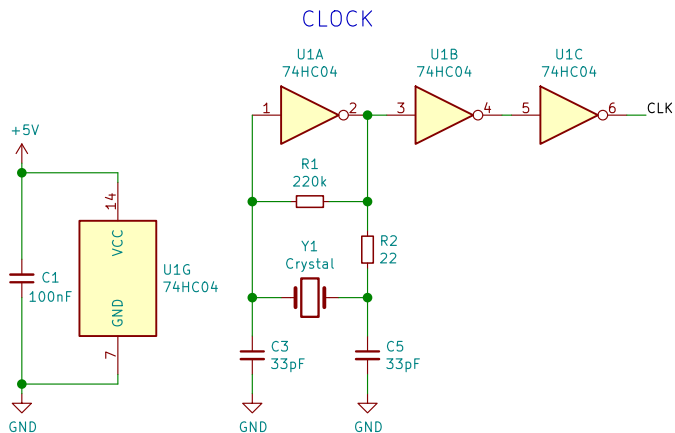 CLOCK
U1A
74HC04
1
2
U1B
74HC04
3
4
U1C
74HC04
5
6
CLK
+5V
14
VCC
GND
7
U1G
74HC04
C1
100nF
GND
R1
220k
R2
22
Y1
Crystal
C3
33pF
GND
C5
33pF
GND